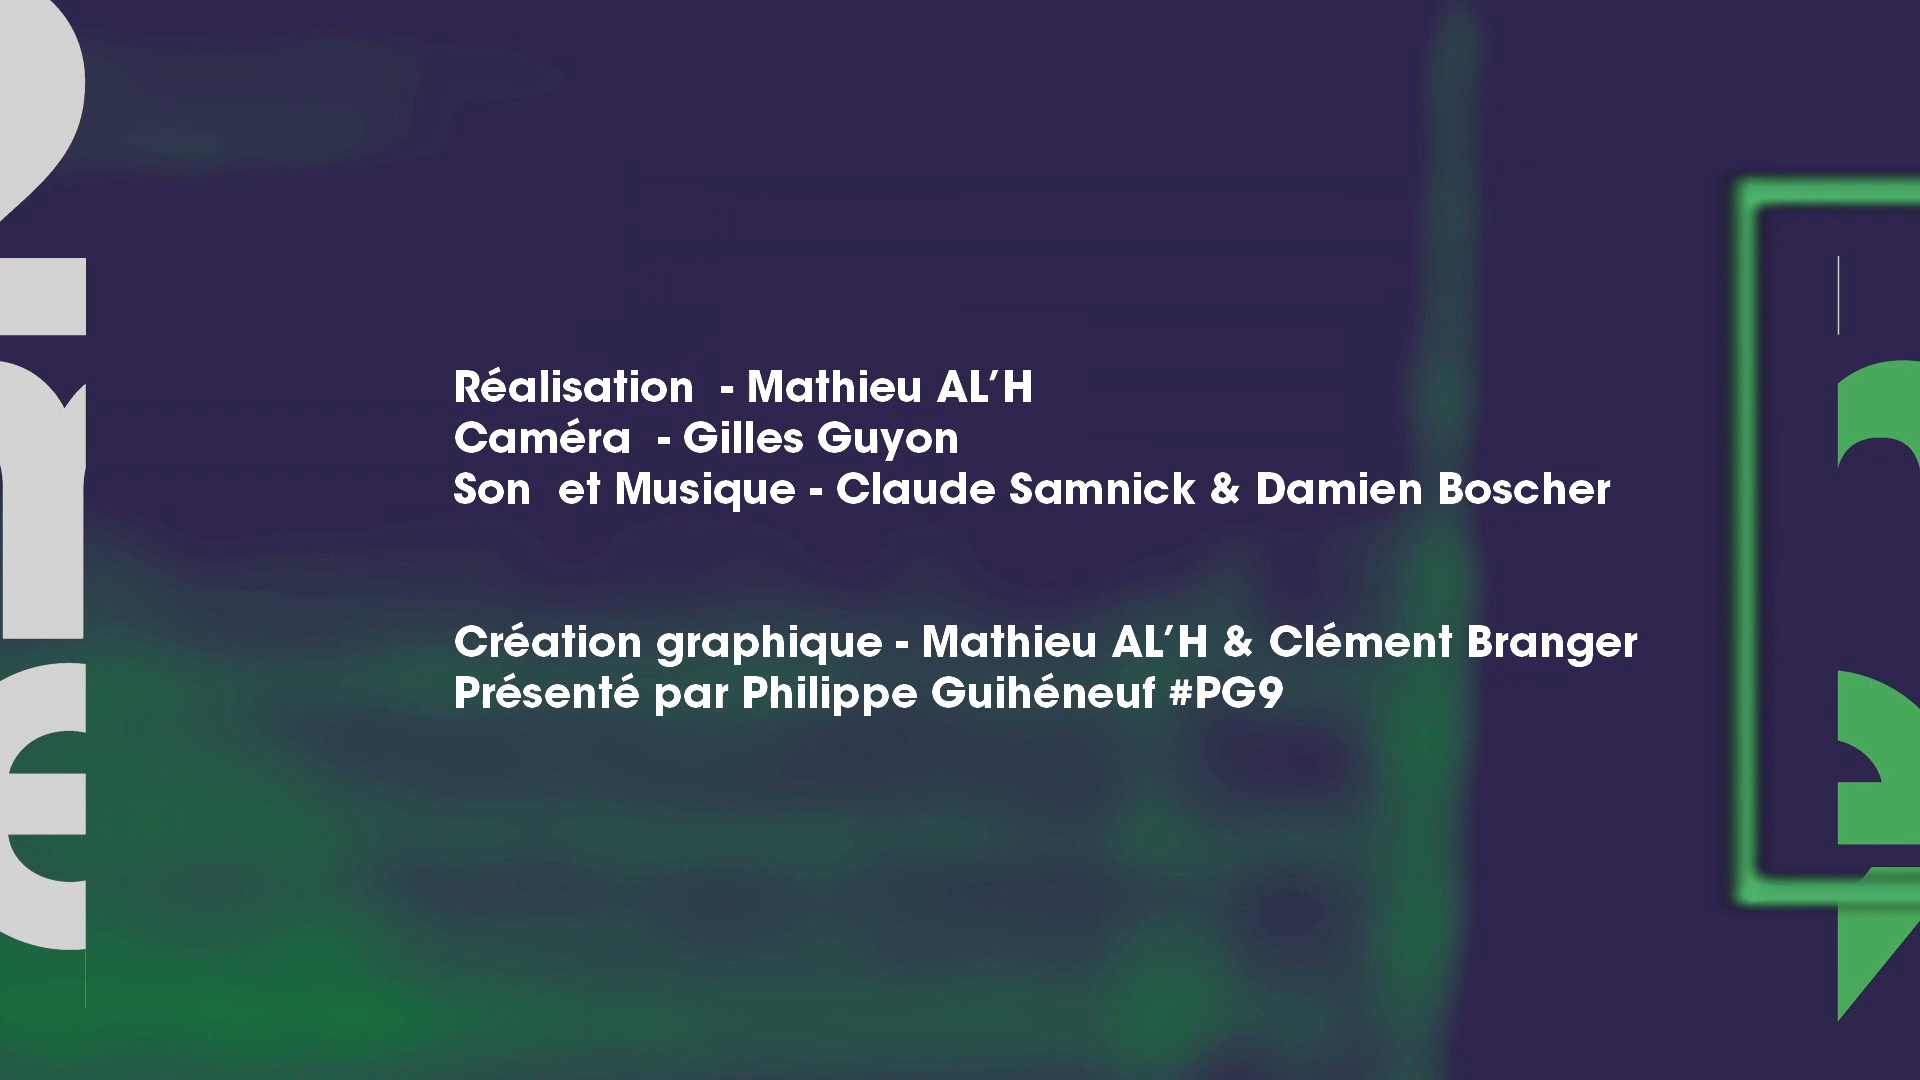 Réalisation  - Mathieu AL’H
Caméra  - Gilles Guyon
Son  et Musique - Claude Samnick & Damien Boscher
Création graphique - Mathieu AL’H & Clément Branger
Présenté par Philippe Guihéneuf #PG9